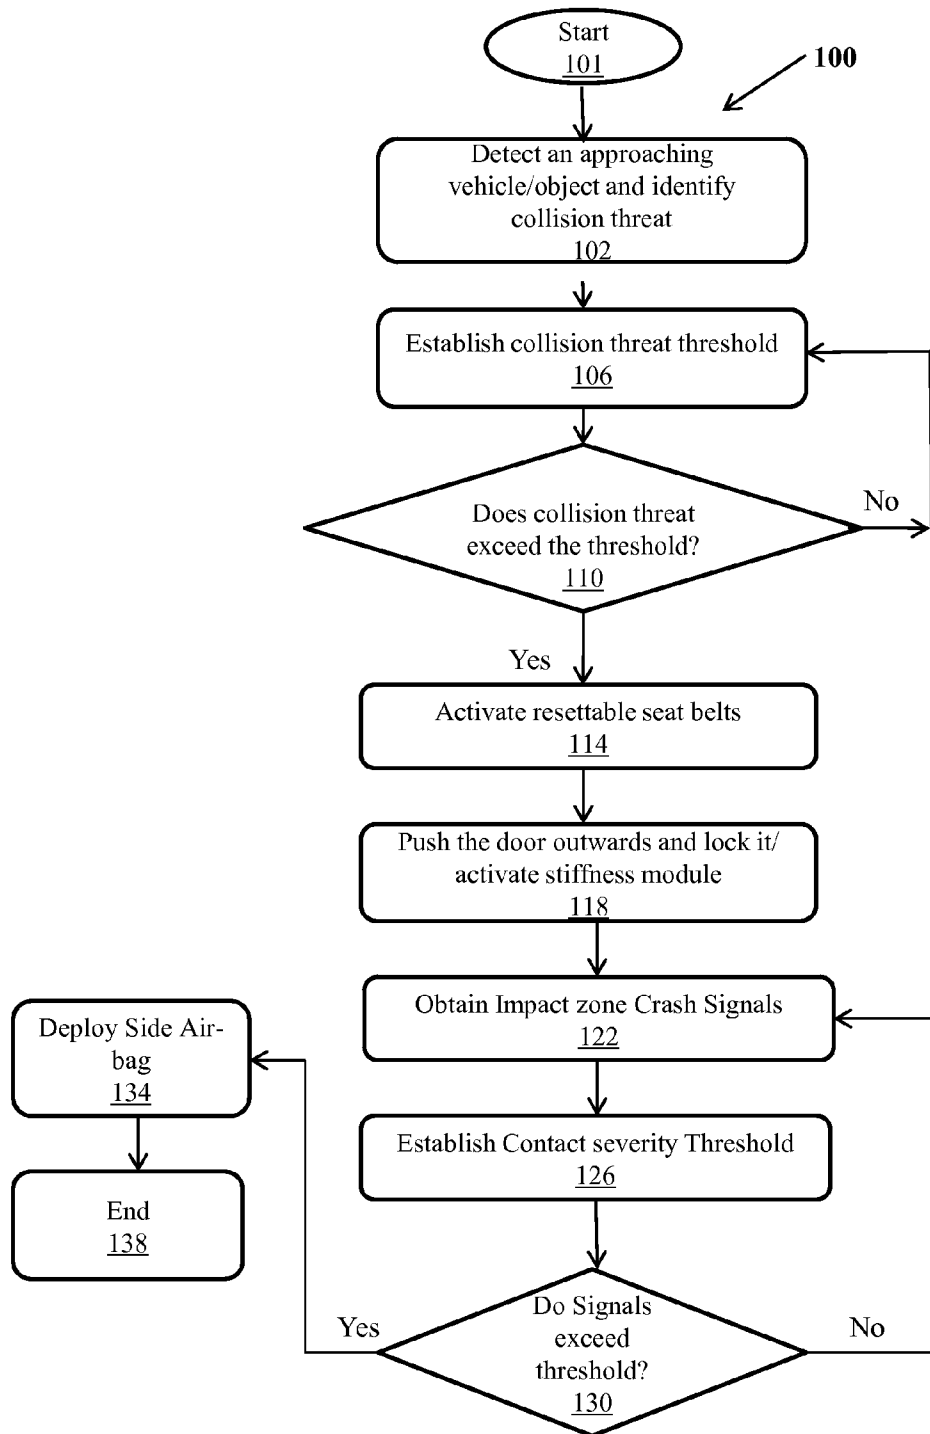 Start
101
100
Detect an approaching
vehicle/object and identify
collision threat
102
Establish collision threat threshold
106
Does collision threat
exceed the threshold?
110
No
Yes
Activate resettable seat belts
114
Push the door outwards and lock it/
activate stiffness module
118
Obtain Impact zone Crash Signals
122
Establish Contact severity Threshold
126
Do Signals
exceed
threshold?
130
Yes
No
Deploy Side Air-
bag
134
End
138